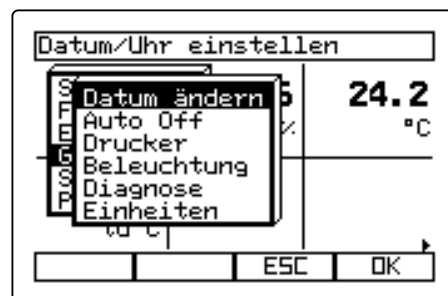 Datum/Uhr einstellen
24.2
°C
Datum ändern
Auto Off
Drucker
Beleuchtung
Diagnose
Einheiten
ESC OK